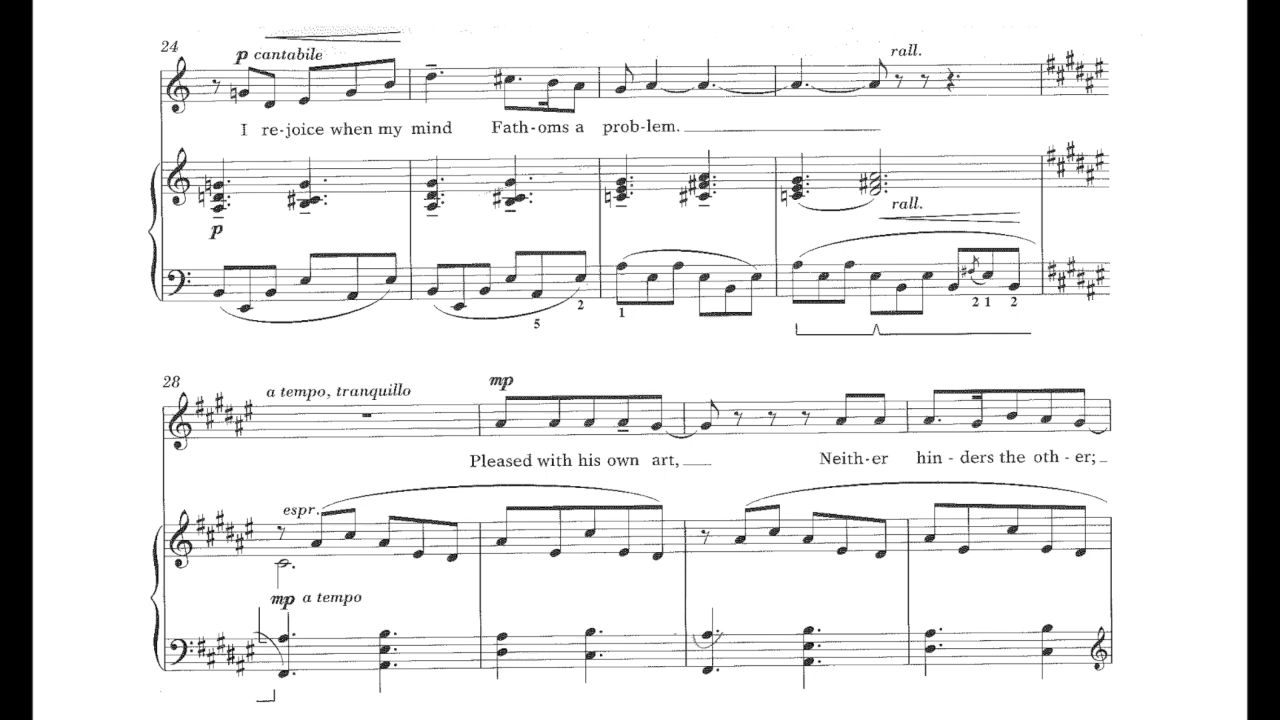 24
p cantabile
rall.
I re-joice when my mind Fath-oms a prob-lem.
p
rall.
5 2 1 2 1 2
28
a tempo, tranquillo
mp
Pleased with his own art, Neith-er hin - ders the oth - er;
espr.
mp a tempo